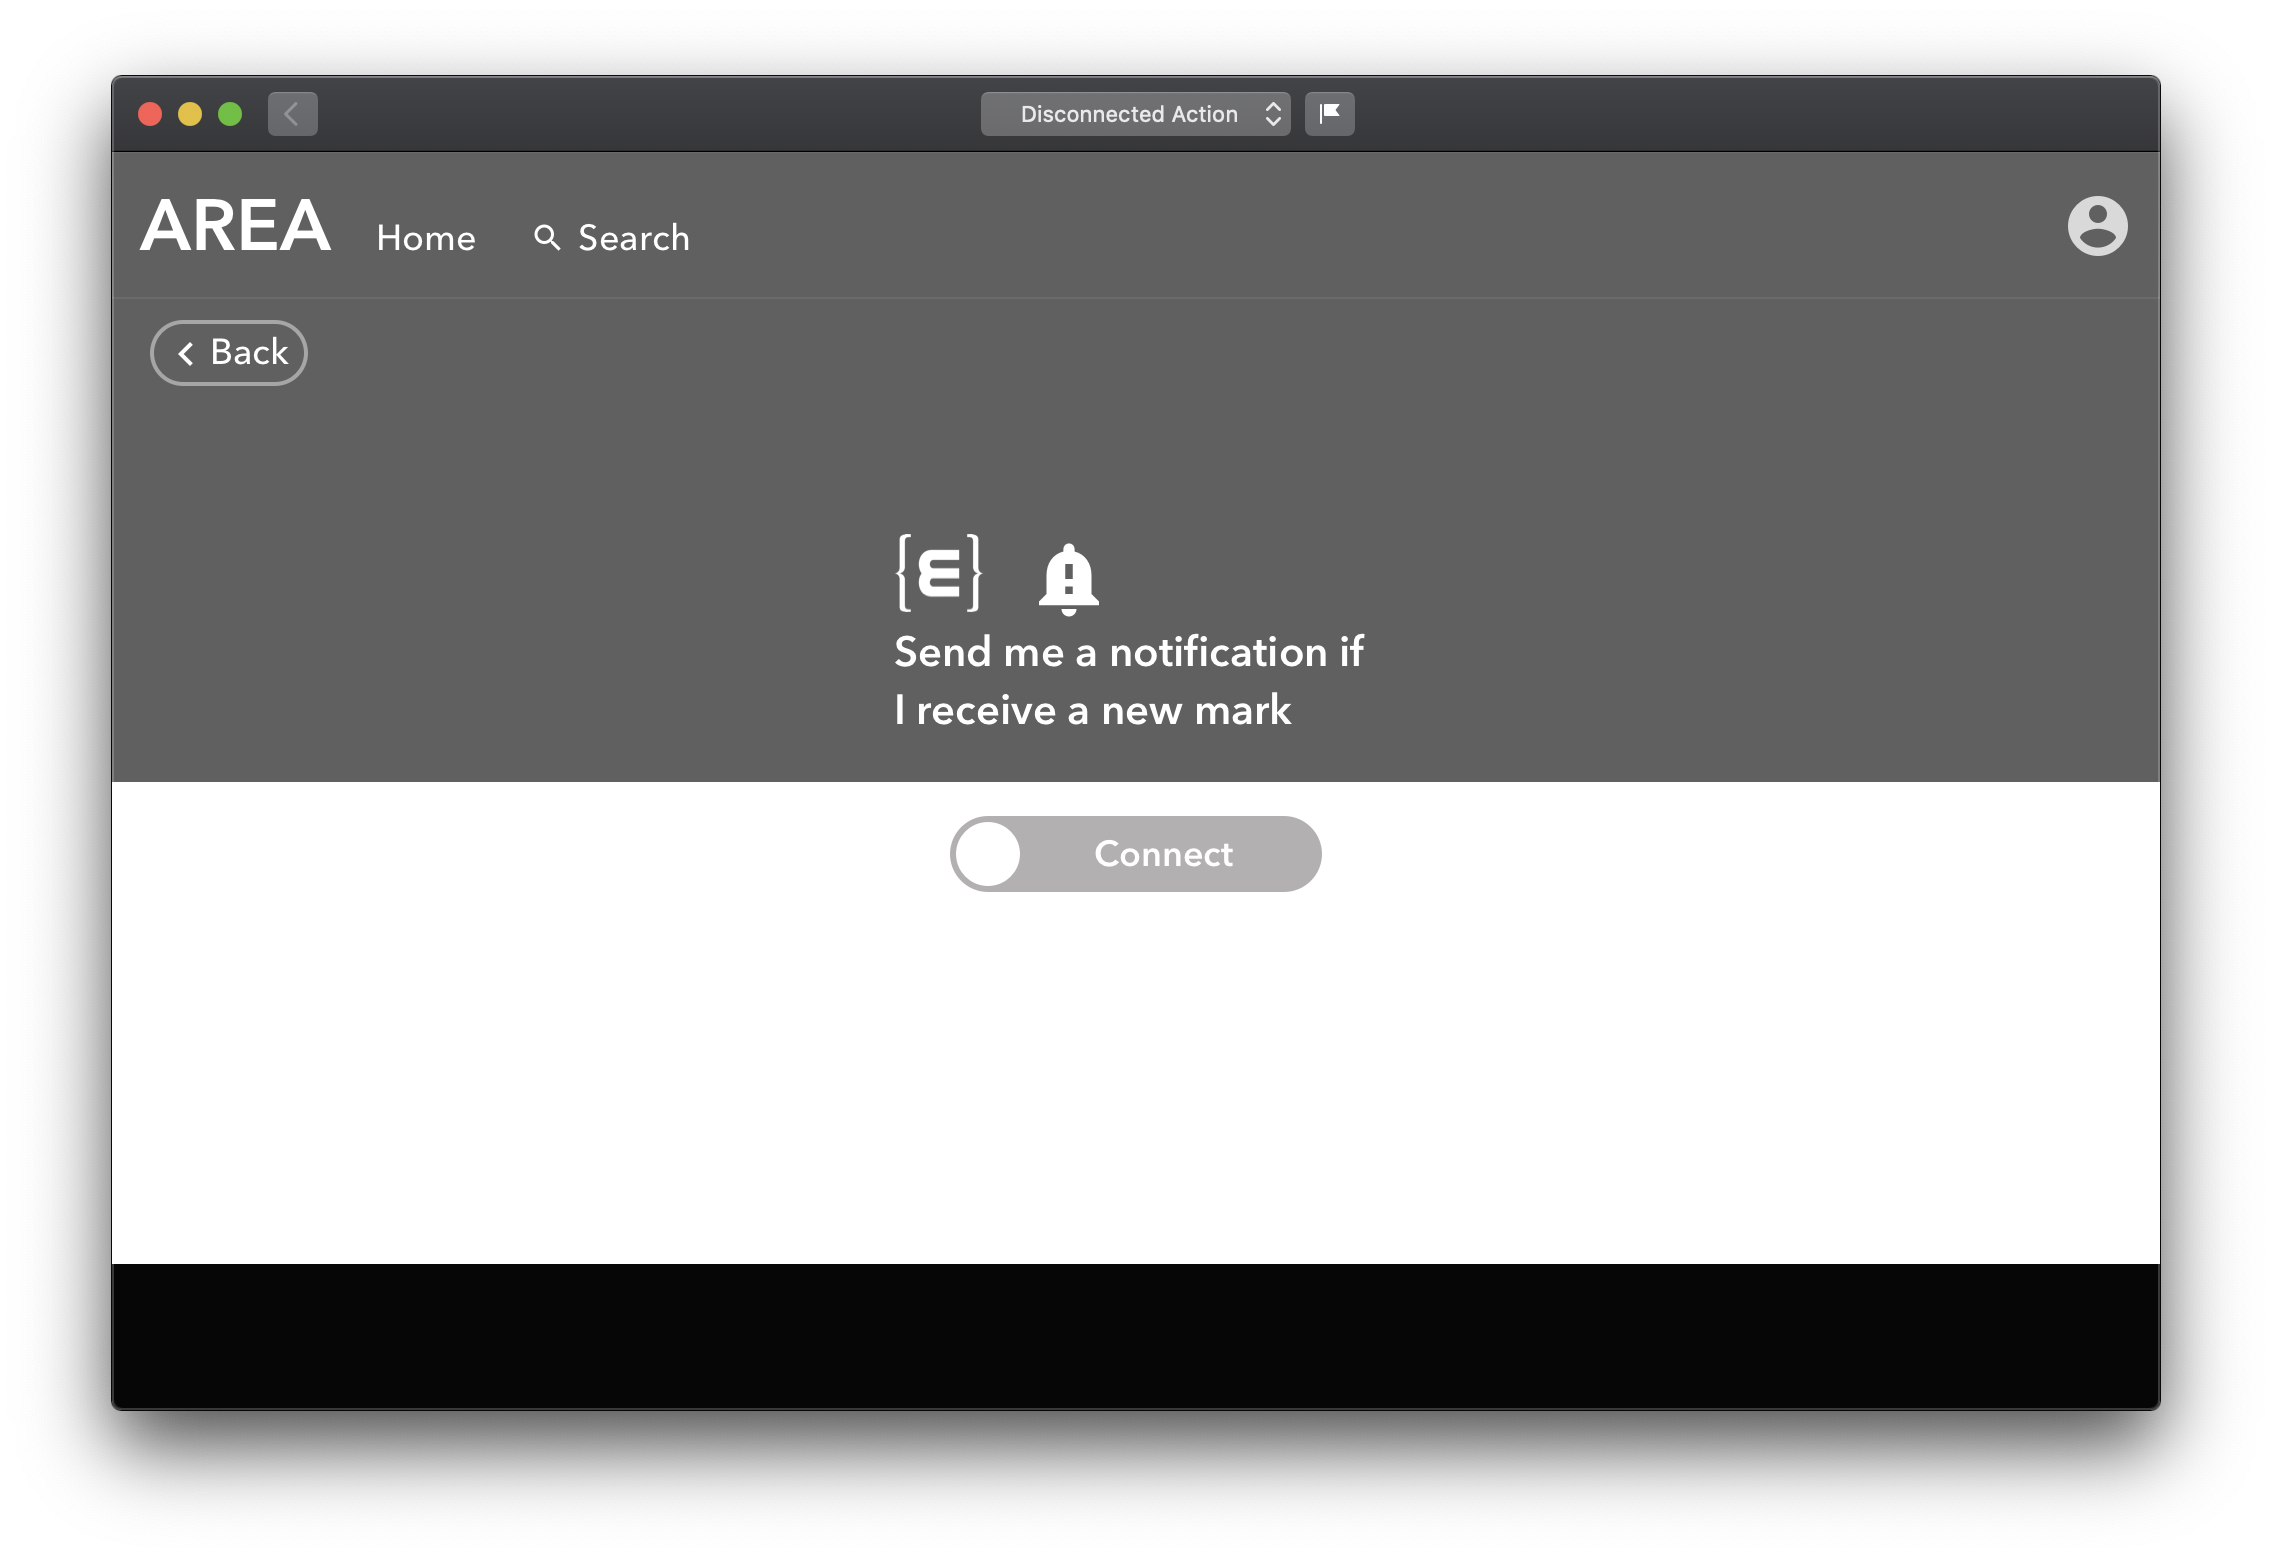 Disconnected Action
AREA
Home
Search
Back
{E}
Send me a notification if
I receive a new mark
Connect